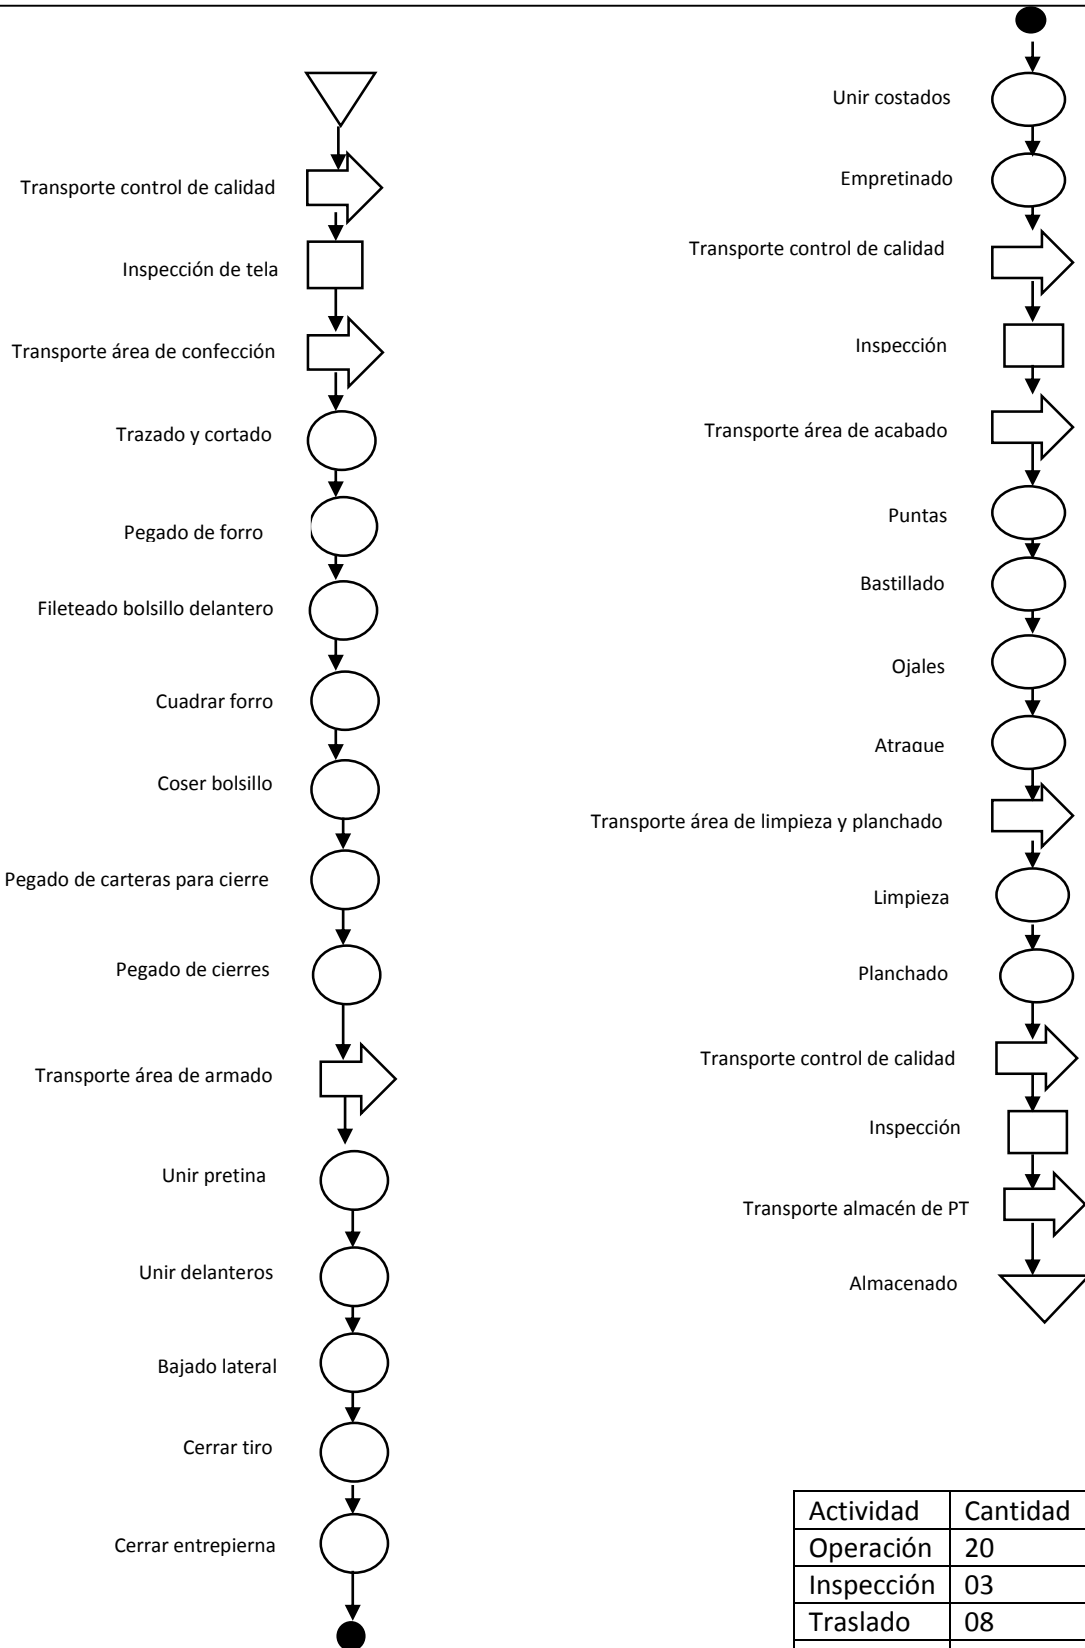 Transporte control de calidad
Inspección de tela
Transporte área de confección
Trazado y cortado
Pegado de forro
Fileteado bolsillo delantero
Cuadrar forro
Coser bolsillo
Pegado de carteras para cierre
Pegado de cierres
Transporte área de armado
Unir pretina
Unir delanteros
Bajado lateral
Cerrar tiro
Cerrar entrepierna
Unir costados
Empretinado
Transporte control de calidad
Inspección
Transporte área de acabado
Puntas
Bastillado
Ojales
Atraque
Transporte área de limpieza y planchado
Limpieza
Planchado
Transporte control de calidad
Inspección
Transporte almacén de PT
Almacenado
Actividad Cantidad
Operación 20
Inspección 03
Traslado 08